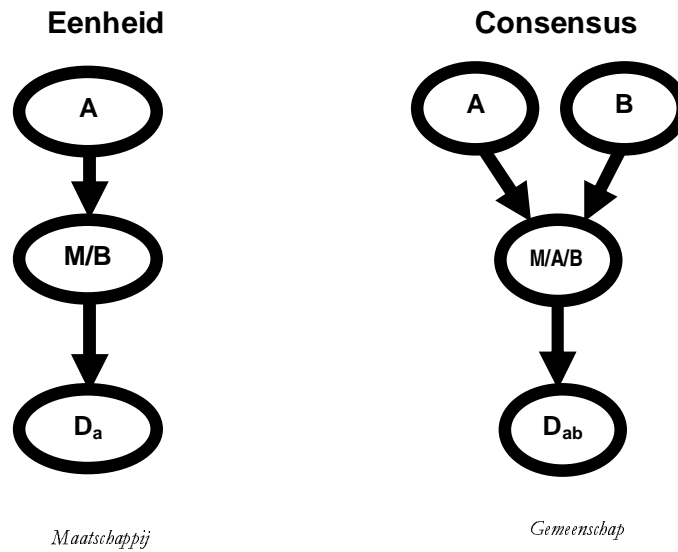 Eenheid
A
M/B
Da
Maatschappij
Consensus
A B
M/A/B
Dab
Gemeenschap